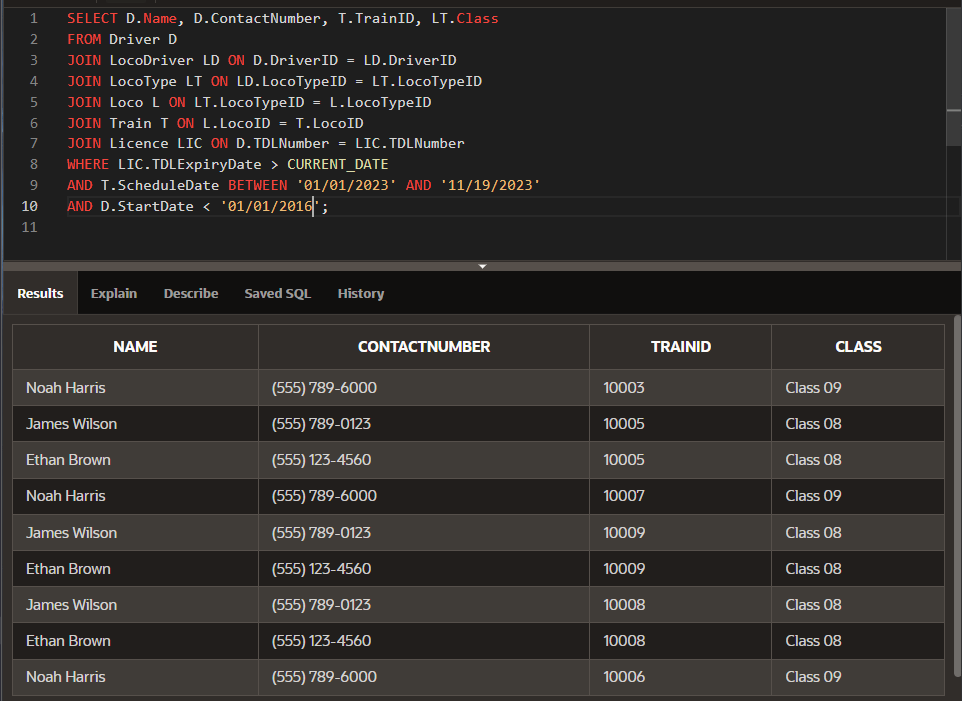 1 SELECT D.Name, D.ContactNumber, T.TrainID, LT.Class
2 FROM Driver D
3 JOIN LocoDriver LD ON D.DriverID = LD.DriverID
4 JOIN LocoType LT ON LD.LocoTypeID = LT.LocoTypeID
5 JOIN Loco L ON LT.LocoTypeID = L.LocoTypeID
6 JOIN Train T ON L.LocoID = T.LocoID
7 JOIN Licence LIC ON D.TDLNumber = LIC.TDLNumber
8 WHERE LIC.TDLExpiryDate > CURRENT_DATE
9 AND T.ScheduleDate BETWEEN '01/01/2023' AND '11/19/2023'
10 AND D.StartDate < '01/01/2016';
11
Results Explain Describe Saved SQL History
NAME CONTACTNUMBER TRAINID CLASS
Noah Harris (555) 789-6000 10003 Class 09
James Wilson (555) 789-0123 10005 Class 08
Ethan Brown (555) 123-4560 10005 Class 08
Noah Harris (555) 789-6000 10007 Class 09
James Wilson (555) 789-0123 10009 Class 08
Ethan Brown (555) 123-4560 10009 Class 08
James Wilson (555) 789-0123 10008 Class 08
Ethan Brown (555) 123-4560 10008 Class 08
Noah Harris (555) 789-6000 10006 Class 09